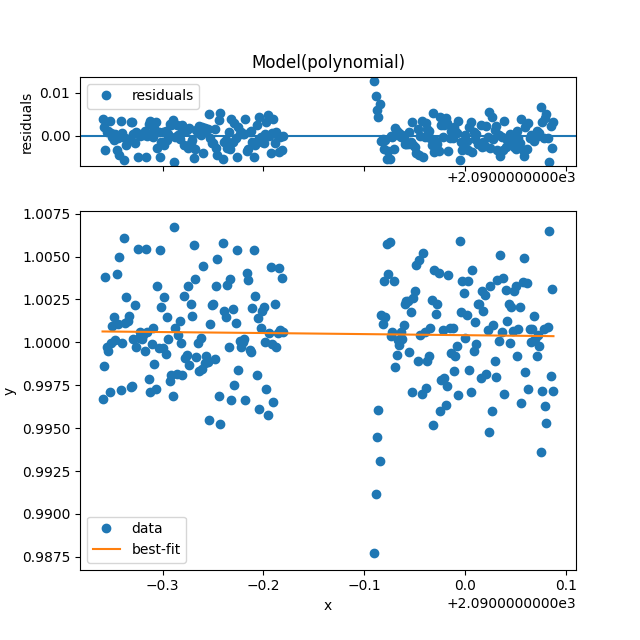 Model(polynomial)
0.01
0.00
residuals
residuals
+2.0900000000e3
1.0075
1.0050
1.0025
1.0000
0.9975
0.9950
0.9925
0.9900
0.9875
y
data
best-fit
−0.3
−0.2
−0.1
0.0
0.1
x
+2.0900000000e3